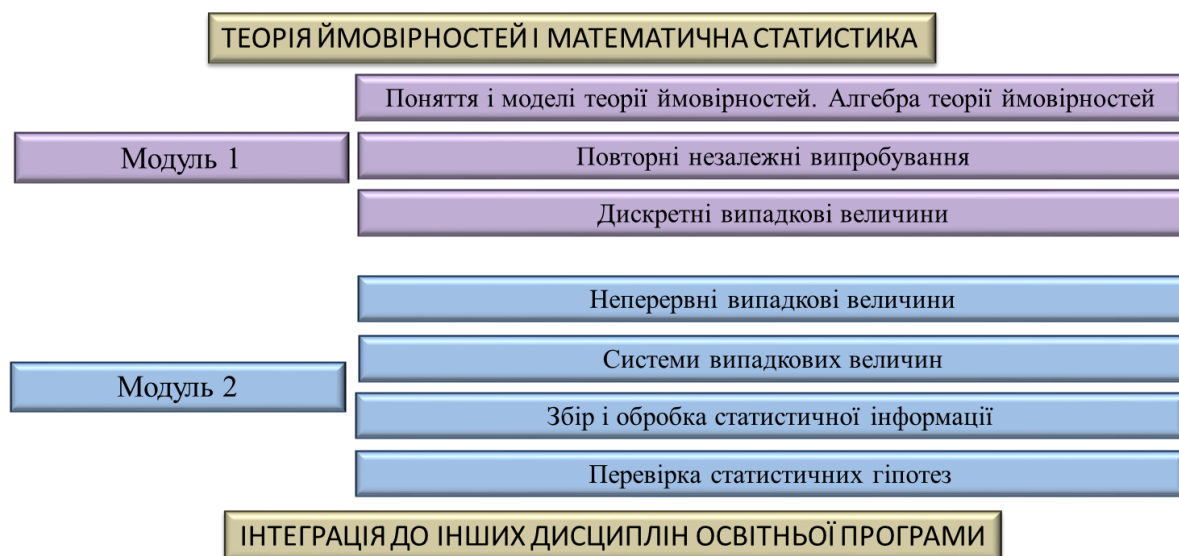 ТЕОРІЯ ЙМОВІРНОСТЕЙ І МАТЕМАТИЧНА СТАТИСТИКА
Модуль 1
Поняття і моделі теорії ймовірностей. Алгебра теорії ймовірностей
Повторні незалежні випробування
Дискретні випадкові величини
Модуль 2
Неперервні випадкові величини
Системи випадкових величин
Збір і обробка статистичної інформації
Перевірка статистичних гіпотез
ІНТЕГРАЦІЯ ДО ІНШИХ ДИСЦИПЛІН ОСВІТНЬОЇ ПРОГРАМИ